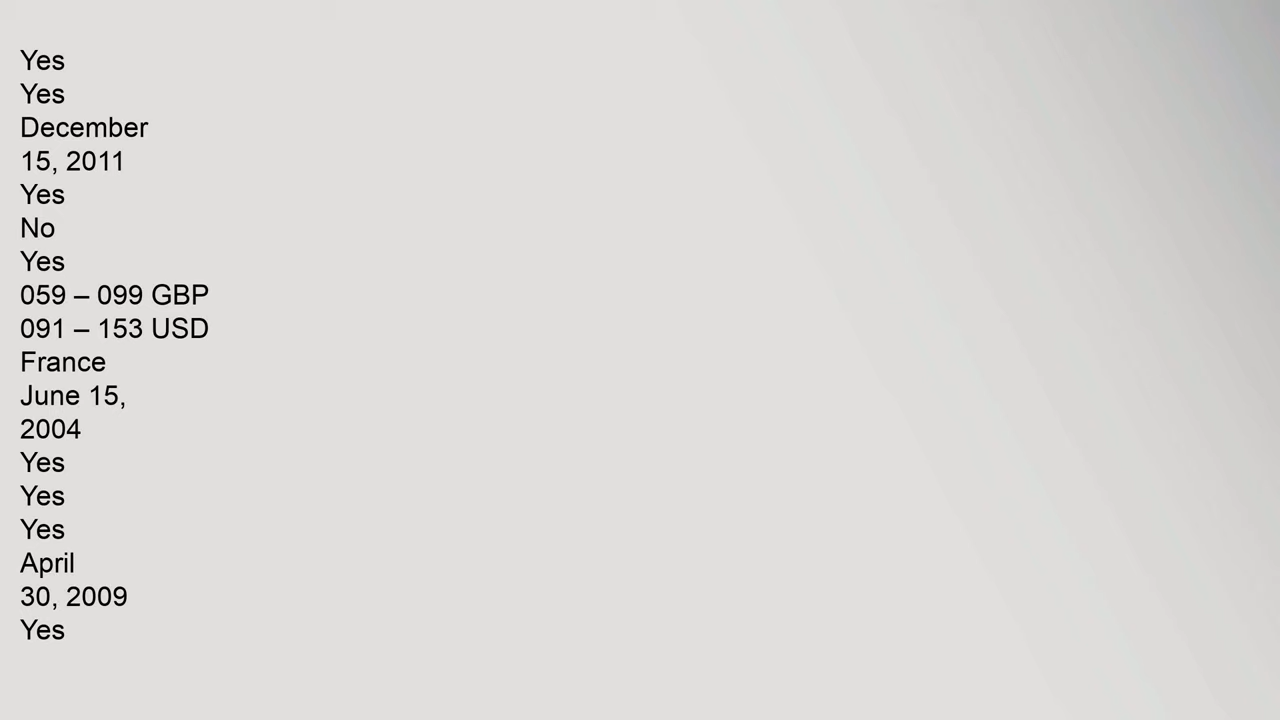 Yes
Yes
December
15, 2011
Yes
No
Yes
059 – 099 GBP
091 – 153 USD
France
June 15,
2004
Yes
Yes
Yes
April
30, 2009
Yes